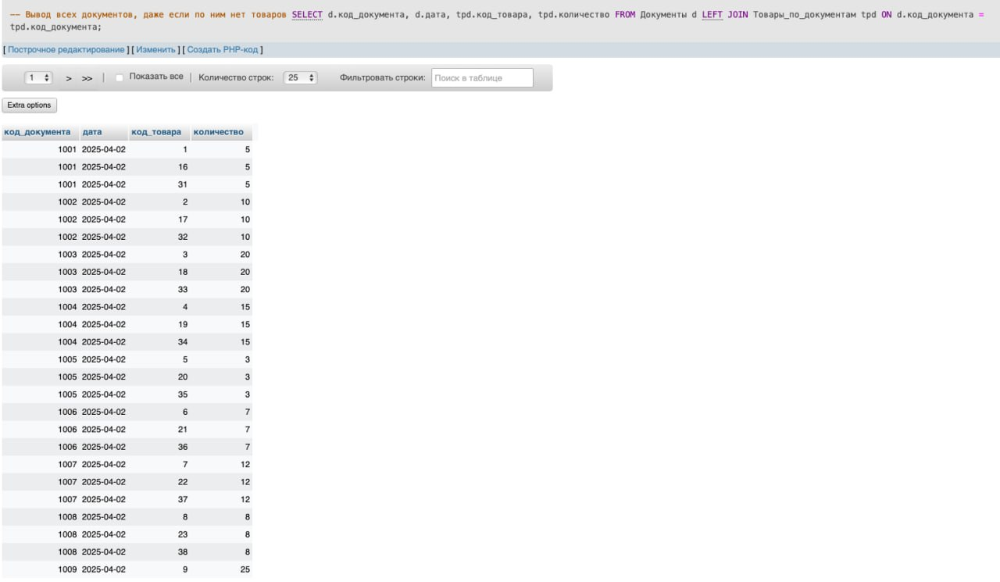 -- Вывод всех документов, даже если по ним нет товаров SELECT d.код_документа, d.дата, tpd.код_товара, tpd.количество FROM Документы d LEFT JOIN Товары_по_документам tpd ON d.код_документа =
tpd.код_документа;
[ Построчное редактирование ] [ Изменить ] [ Создать PHP-код ]
1 > >> | Показать все | Количество строк: 25 Фильтровать строки: Поиск в таблице
Extra options
код_документа дата код_товара количество
1001 2025-04-02 1 5
1001 2025-04-02 16 5
1001 2025-04-02 31 5
1002 2025-04-02 2 10
1002 2025-04-02 17 10
1002 2025-04-02 32 10
1003 2025-04-02 3 20
1003 2025-04-02 18 20
1003 2025-04-02 33 20
1004 2025-04-02 4 15
1004 2025-04-02 19 15
1004 2025-04-02 34 15
1005 2025-04-02 5 3
1005 2025-04-02 20 3
1005 2025-04-02 35 3
1006 2025-04-02 6 7
1006 2025-04-02 21 7
1006 2025-04-02 36 7
1007 2025-04-02 7 12
1007 2025-04-02 22 12
1007 2025-04-02 37 12
1008 2025-04-02 8 8
1008 2025-04-02 23 8
1008 2025-04-02 38 8
1009 2025-04-02 9 25